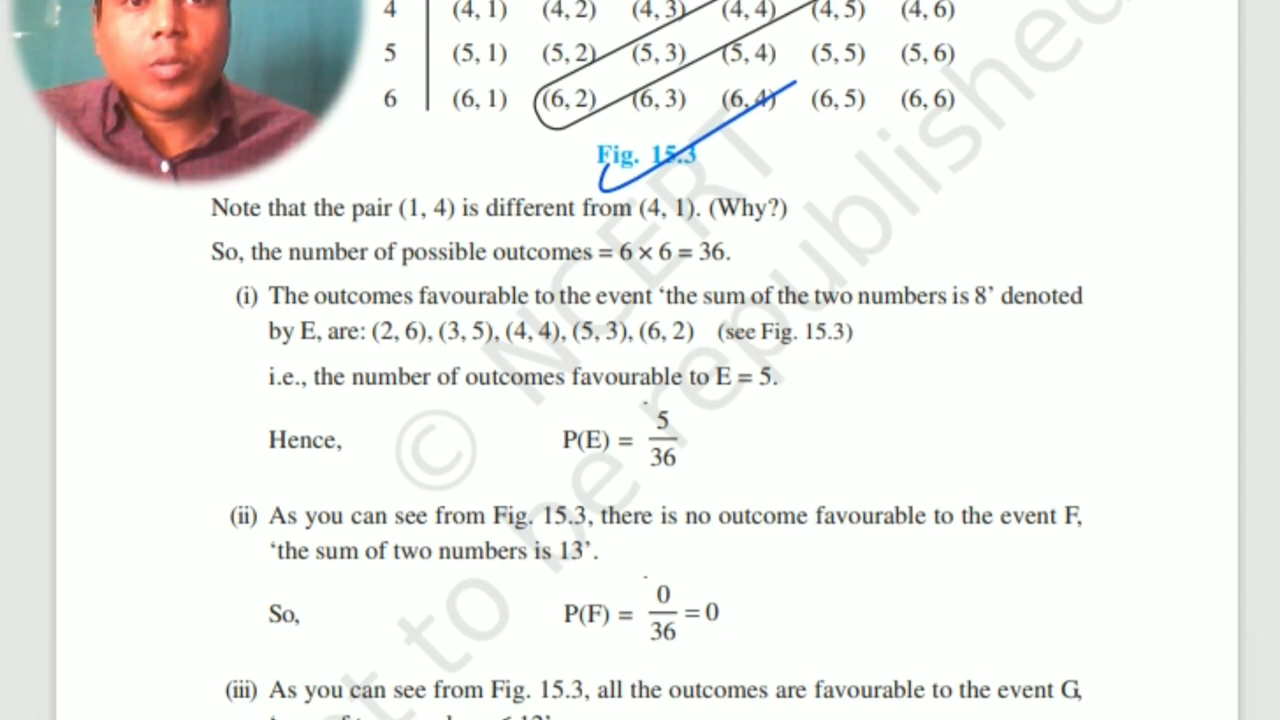 4 (4, 1) (4, 2) (4, 3) (4, 4) (4, 5) (4, 6)
5 (5, 1) (5, 2) (5, 3) (5, 4) (5, 5) (5, 6)
6 (6, 1) (6, 2) (6, 3) (6, 4) (6, 5) (6, 6)
Fig. 15.3
Note that the pair (1, 4) is different from (4, 1). (Why?)
So, the number of possible outcomes = 6 × 6 = 36.
(i) The outcomes favourable to the event ‘the sum of the two numbers is 8’ denoted
by E, are: (2, 6), (3, 5), (4, 4), (5, 3), (6, 2) (see Fig. 15.3)
i.e., the number of outcomes favourable to E = 5.
Hence, P(E) = 5/36
(ii) As you can see from Fig. 15.3, there is no outcome favourable to the event F,
‘the sum of two numbers is 13’.
So, P(F) = 0/36 = 0
(iii) As you can see from Fig. 15.3, all the outcomes are favourable to the event G,
© NCERT
to be republished